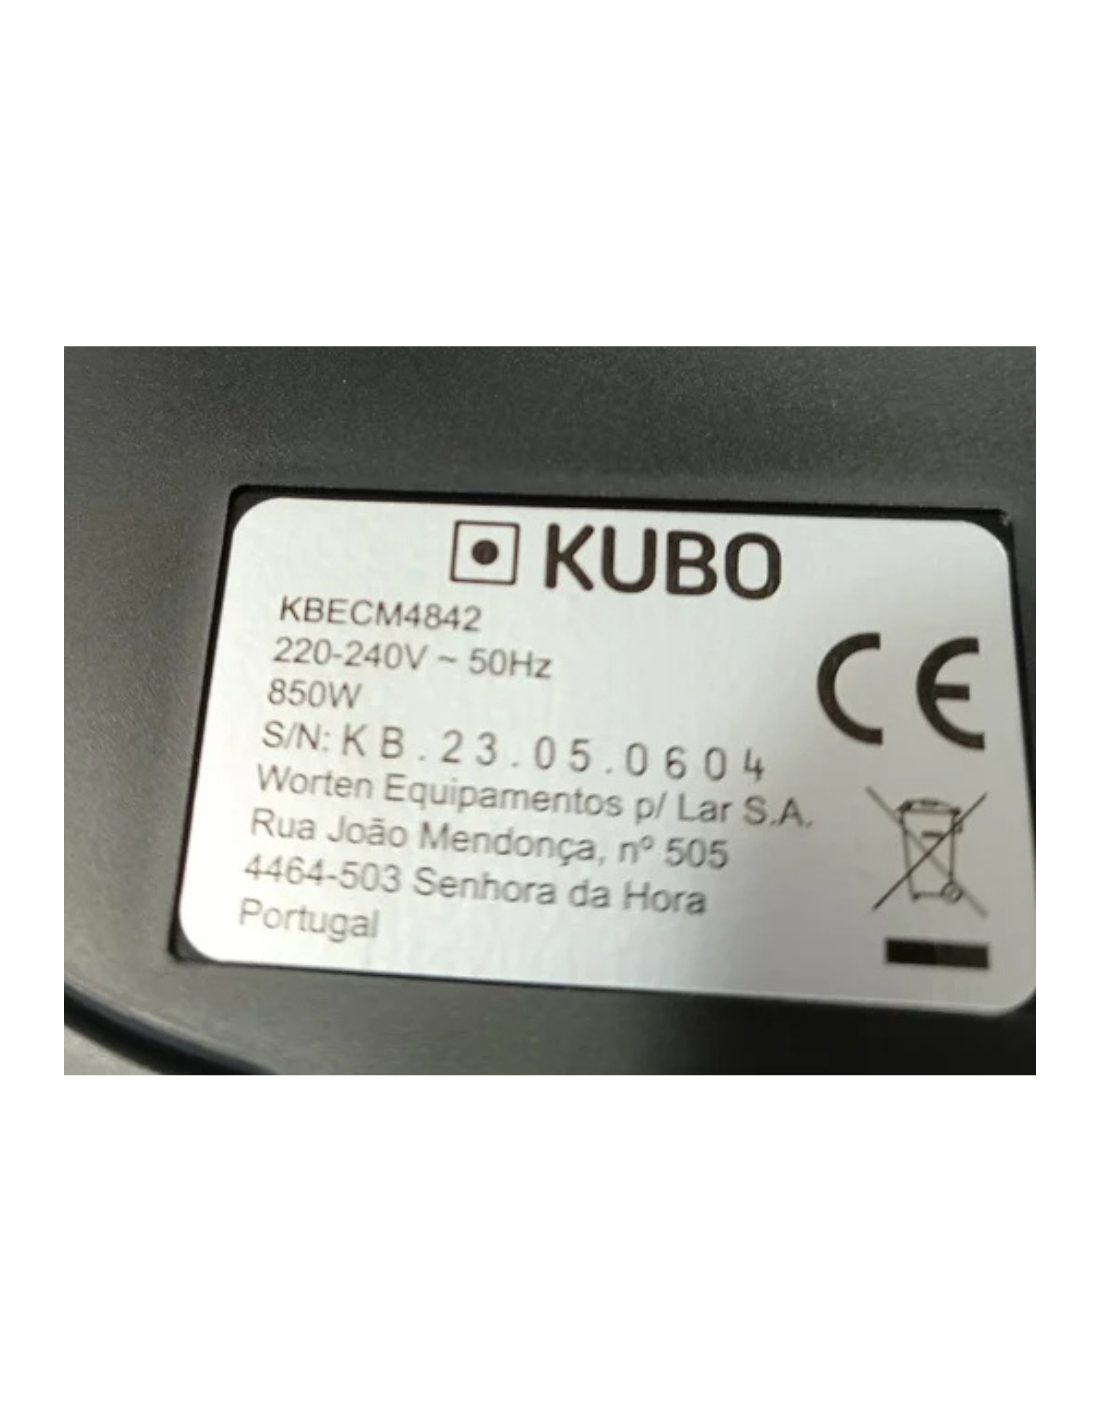 KUBO
KBECM4842
220-240V ~ 50Hz
850W
S/N: KB.23.05.0604
Worten Equipamentos p/ Lar S.A.
Rua João Mendonça, nº 505
4464-503 Senhora da Hora
Portugal
CE